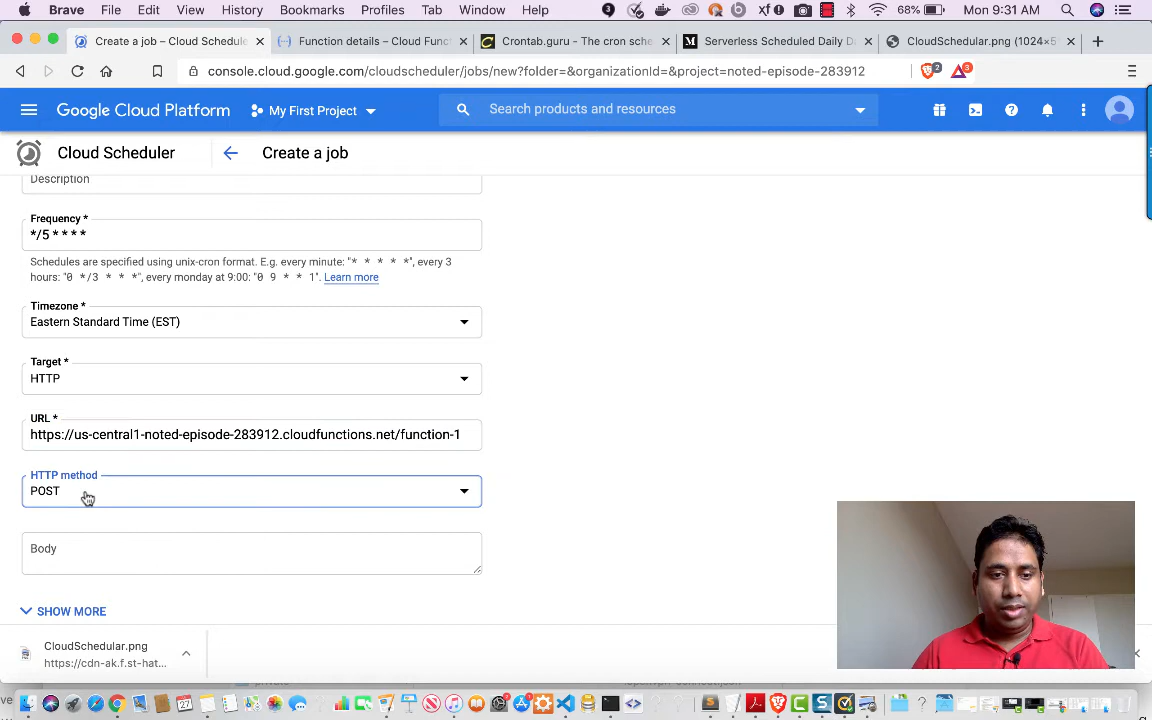 Brave File Edit View History Bookmarks Profiles Tab Window Help 68% Mon 9:31 AM
Create a job – Cloud Schedule Function details – Cloud Func Crontab.guru - The cron sche Serverless Scheduled Daily Da CloudSchedular.png (1024×5
console.cloud.google.com/cloudscheduler/jobs/new?folder=&organizationId=&project=noted-episode-283912 2 3
Google Cloud Platform My First Project Search products and resources
Cloud Scheduler Create a job
Description
Frequency *
*/5 * * * *
Schedules are specified using unix-cron format. E.g. every minute: "* * * * *", every 3
hours: "0 */3 * * *", every monday at 9:00: "0 9 * * 1". Learn more
Timezone *
Eastern Standard Time (EST)
Target *
HTTP
URL *
https://us-central1-noted-episode-283912.cloudfunctions.net/function-1
HTTP method
POST
Body
SHOW MORE
CloudSchedular.png
https://cdn-ak.f.st-hat...